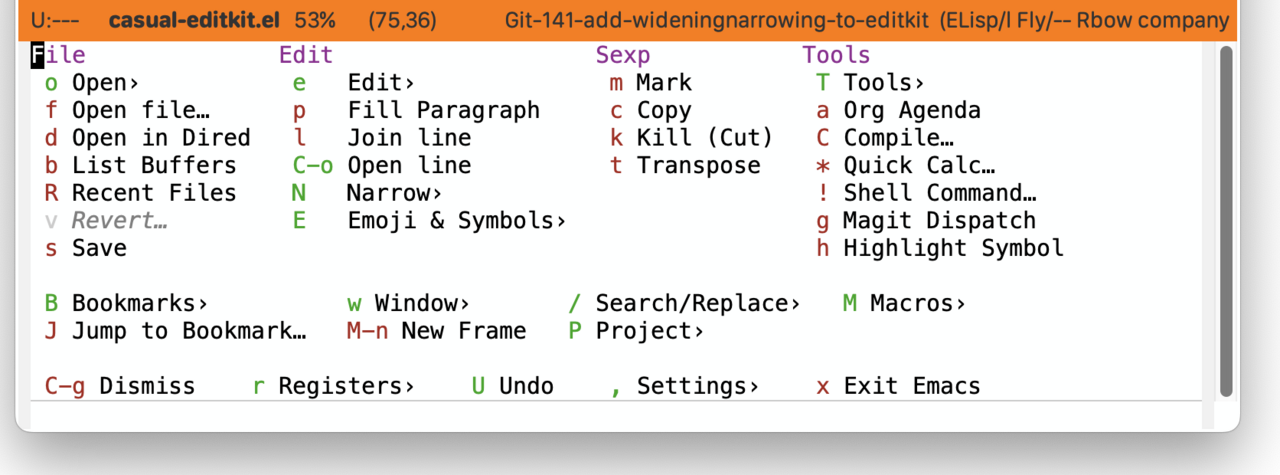 U:---  casual-editkit.el  53%  (75,36)  Git-141-add-wideningnarrowing-to-editkit  (ELisp/l Fly/-- Rbow company
File  Edit  Sexp  Tools
o Open›  e Edit›  m Mark  T Tools›
f Open file…  p Fill Paragraph  c Copy  a Org Agenda
d Open in Dired  l Join line  k Kill (Cut)  C Compile…
b List Buffers  C-o Open line  t Transpose  * Quick Calc…
R Recent Files  N Narrow›  ! Shell Command…
v Revert…  E Emoji & Symbols›  g Magit Dispatch
s Save  h Highlight Symbol
B Bookmarks›  w Window›  / Search/Replace›  M Macros›
J Jump to Bookmark…  M-n New Frame  P Project›
C-g Dismiss  r Registers›  U Undo  , Settings›  x Exit Emacs